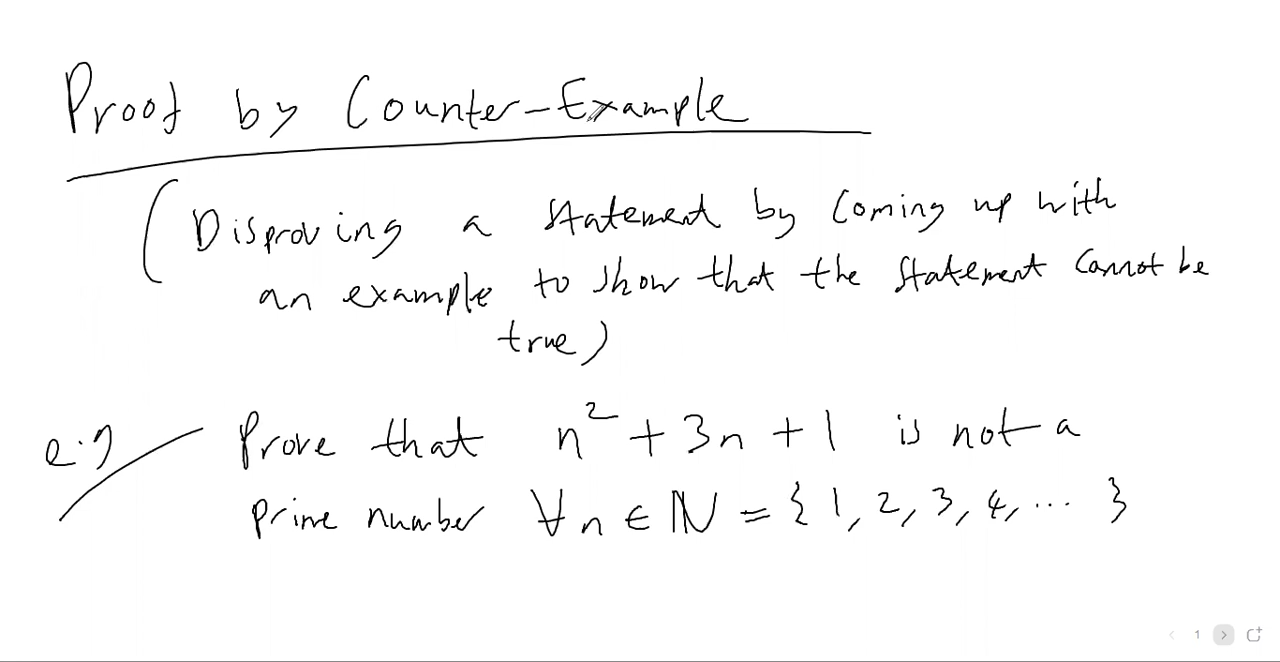 Proof by Counter-Example
(Disproving a statement by coming up with
an example to show that the statement cannot be
true)
e.g Prove that n² + 3n + 1 is not a
prime number ∀n ∈ ℕ = {1, 2, 3, 4, ... }
1